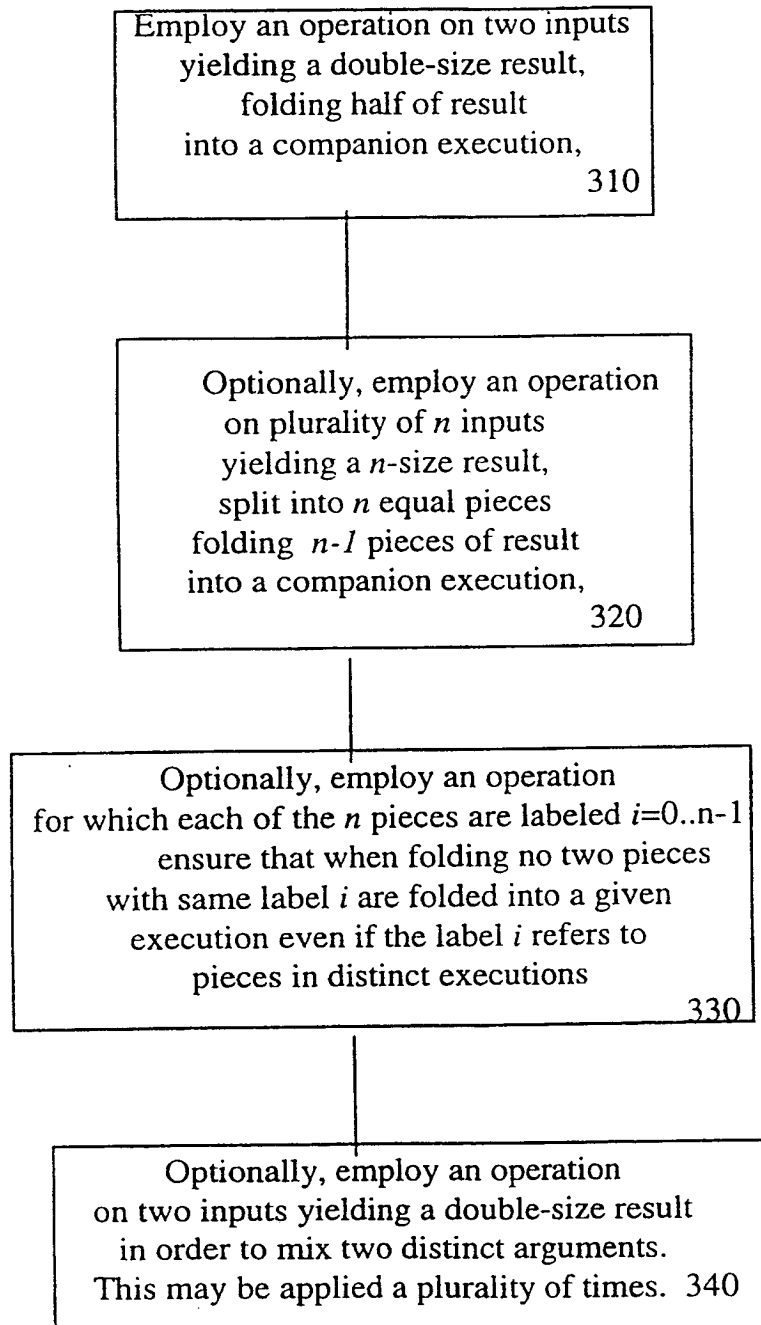 Employ an operation on two inputs
yielding a double-size result,
folding half of result
into a companion execution,
310
Optionally, employ an operation
on plurality of n inputs
yielding a n-size result,
split into n equal pieces
folding n-1 pieces of result
into a companion execution,
320
Optionally, employ an operation
for which each of the n pieces are labeled i=0..n-1
ensure that when folding no two pieces
with same label i are folded into a given
execution even if the label i refers to
pieces in distinct executions
330
Optionally, employ an operation
on two inputs yielding a double-size result
in order to mix two distinct arguments.
This may be applied a plurality of times. 340